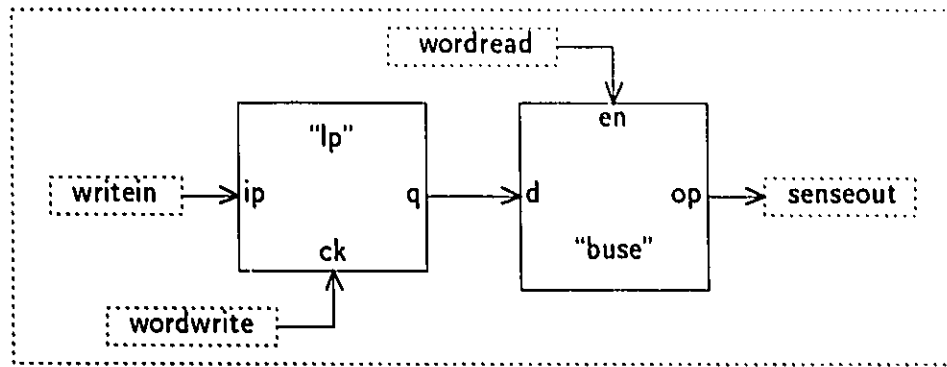 wordread
en
"lp"
writein
ip
q
d
op
senseout
"buse"
ck
wordwrite